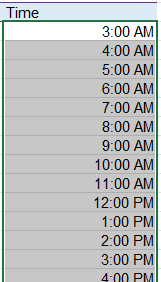 Time
3:00 AM
4:00 AM
5:00 AM
6:00 AM
7:00 AM
8:00 AM
9:00 AM
10:00 AM
11:00 AM
12:00 PM
1:00 PM
2:00 PM
3:00 PM
4:00 PM